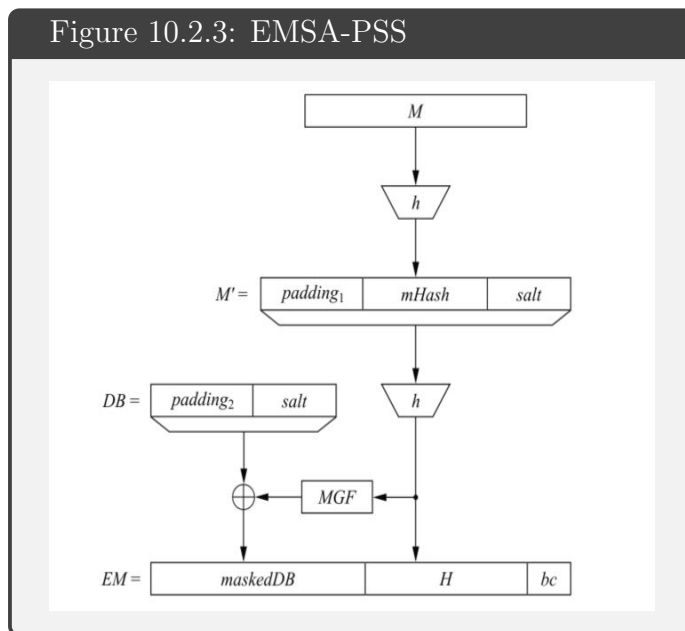 Figure 10.2.3: EMSA-PSS
M
h
M' = padding₁ mHash salt
DB = padding₂ salt h
MGF
EM = maskedDB H bc